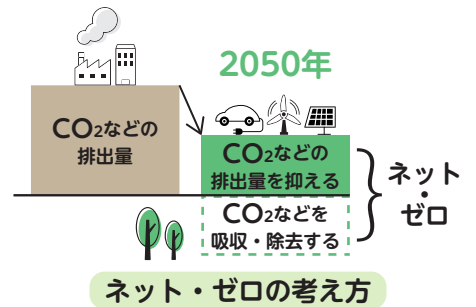 2050年
CO2などの
排出量
CO2などの
排出量を抑える
CO2などを
吸収・除去する
ネット
・
ゼロ
ネット・ゼロの考え方